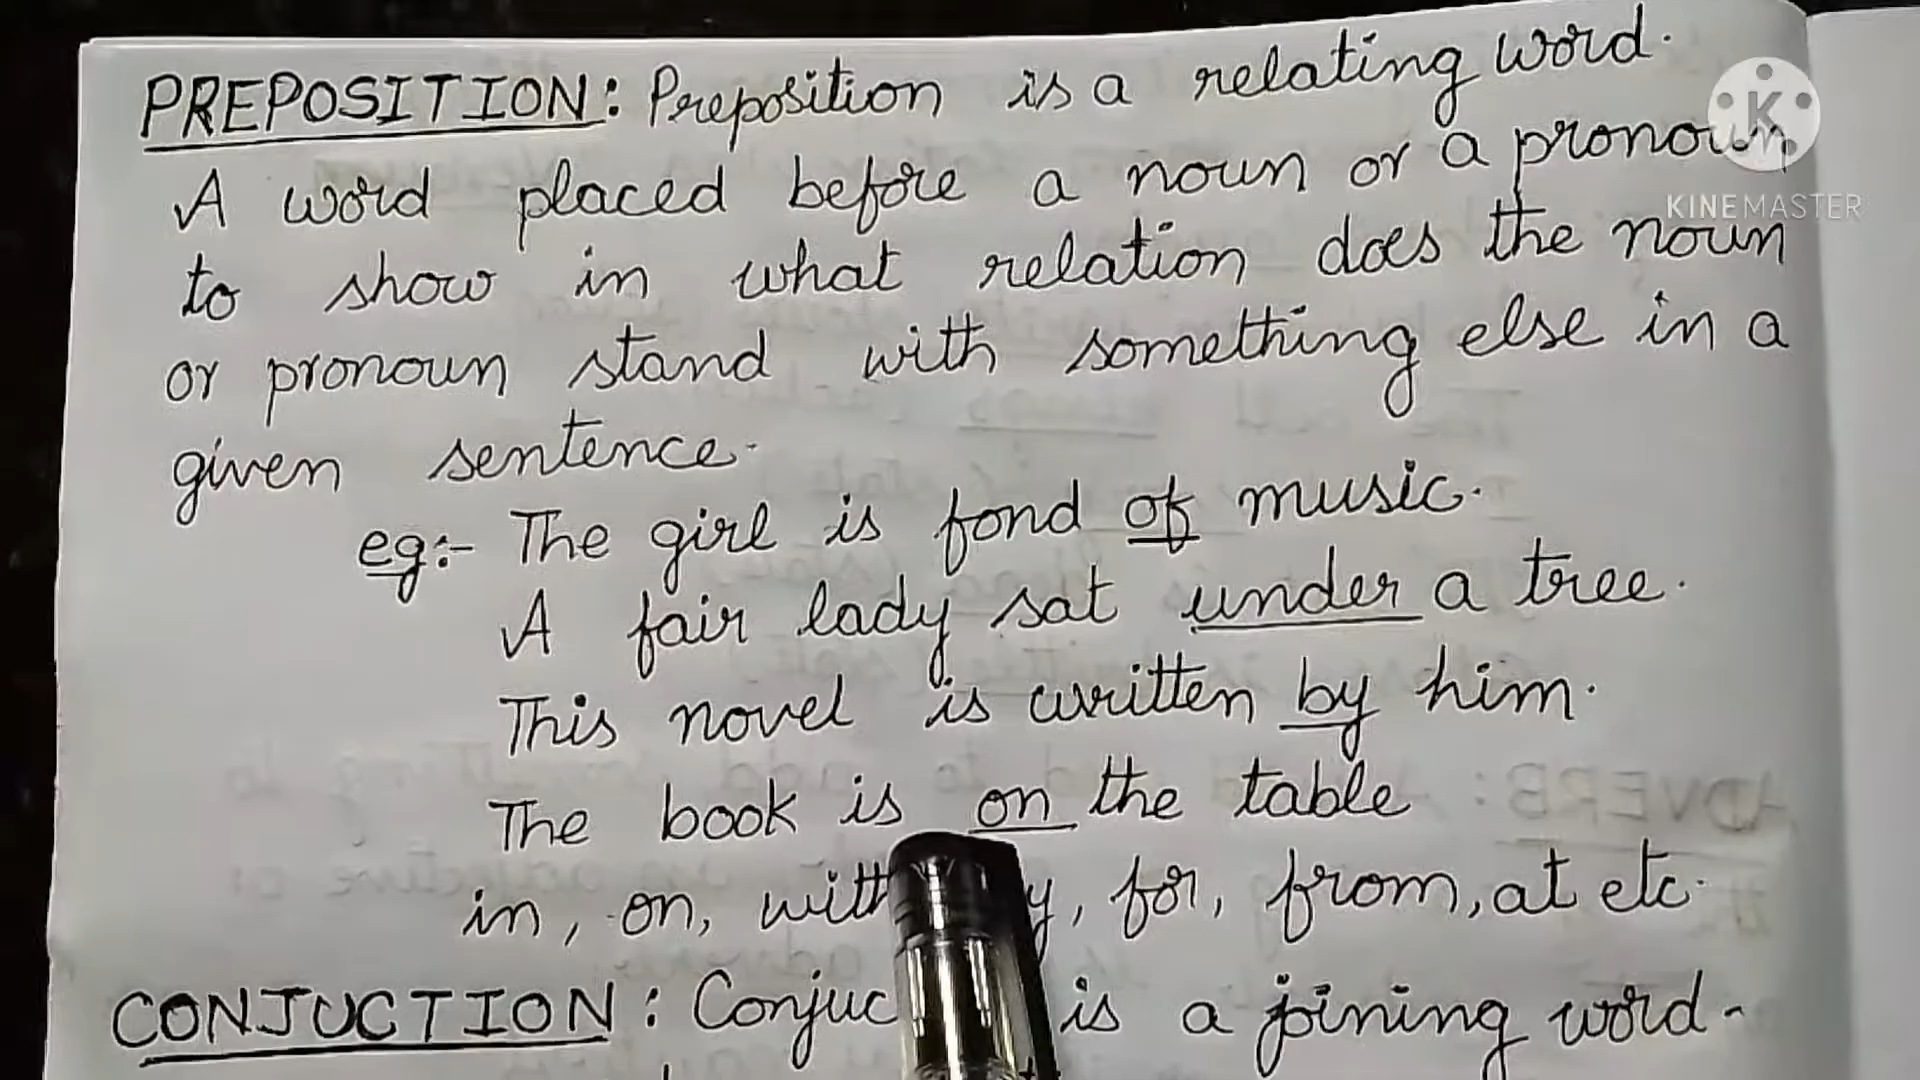 PREPOSITION: Preposition is a relating word.
A word placed before a noun or a pronoun
to show in what relation does the noun
or pronoun stand with something else in a
given sentence.
eg:- The girl is fond of music.
A fair lady sat under a tree.
This novel is written by him.
The book is on the table
in, on, with for, from, at etc.
CONJUCTION: Conjuc is a joining word-
K
KINEMASTER
ADVERB: